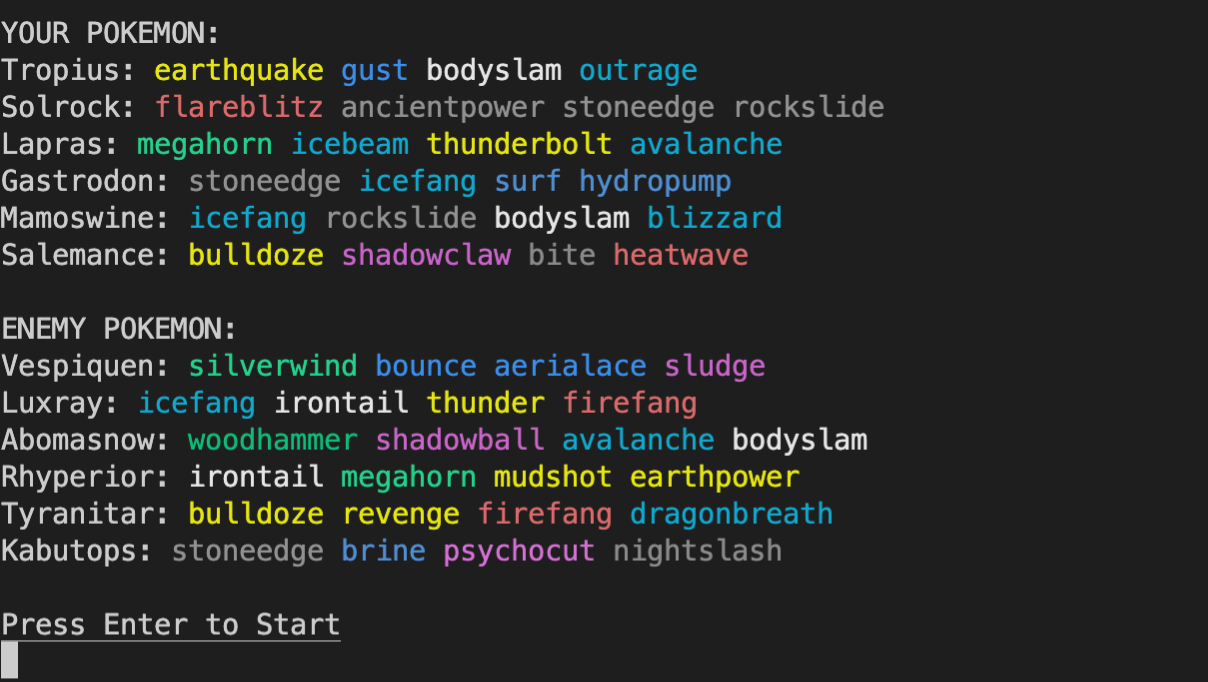 YOUR POKEMON:
Tropius: earthquake gust bodyslam outrage
Solrock: flareblitz ancientpower stoneedge rockslide
Lapras: megahorn icebeam thunderbolt avalanche
Gastrodon: stoneedge icefang surf hydropump
Mamoswine: icefang rockslide bodyslam blizzard
Salemance: bulldoze shadowclaw bite heatwave
ENEMY POKEMON:
Vespiquen: silverwind bounce aerialace sludge
Luxray: icefang irontail thunder firefang
Abomasnow: woodhammer shadowball avalanche bodyslam
Rhyperior: irontail megahorn mudshot earthpower
Tyranitar: bulldoze revenge firefang dragonbreath
Kabutops: stoneedge brine psychocut nightslash
Press Enter to Start